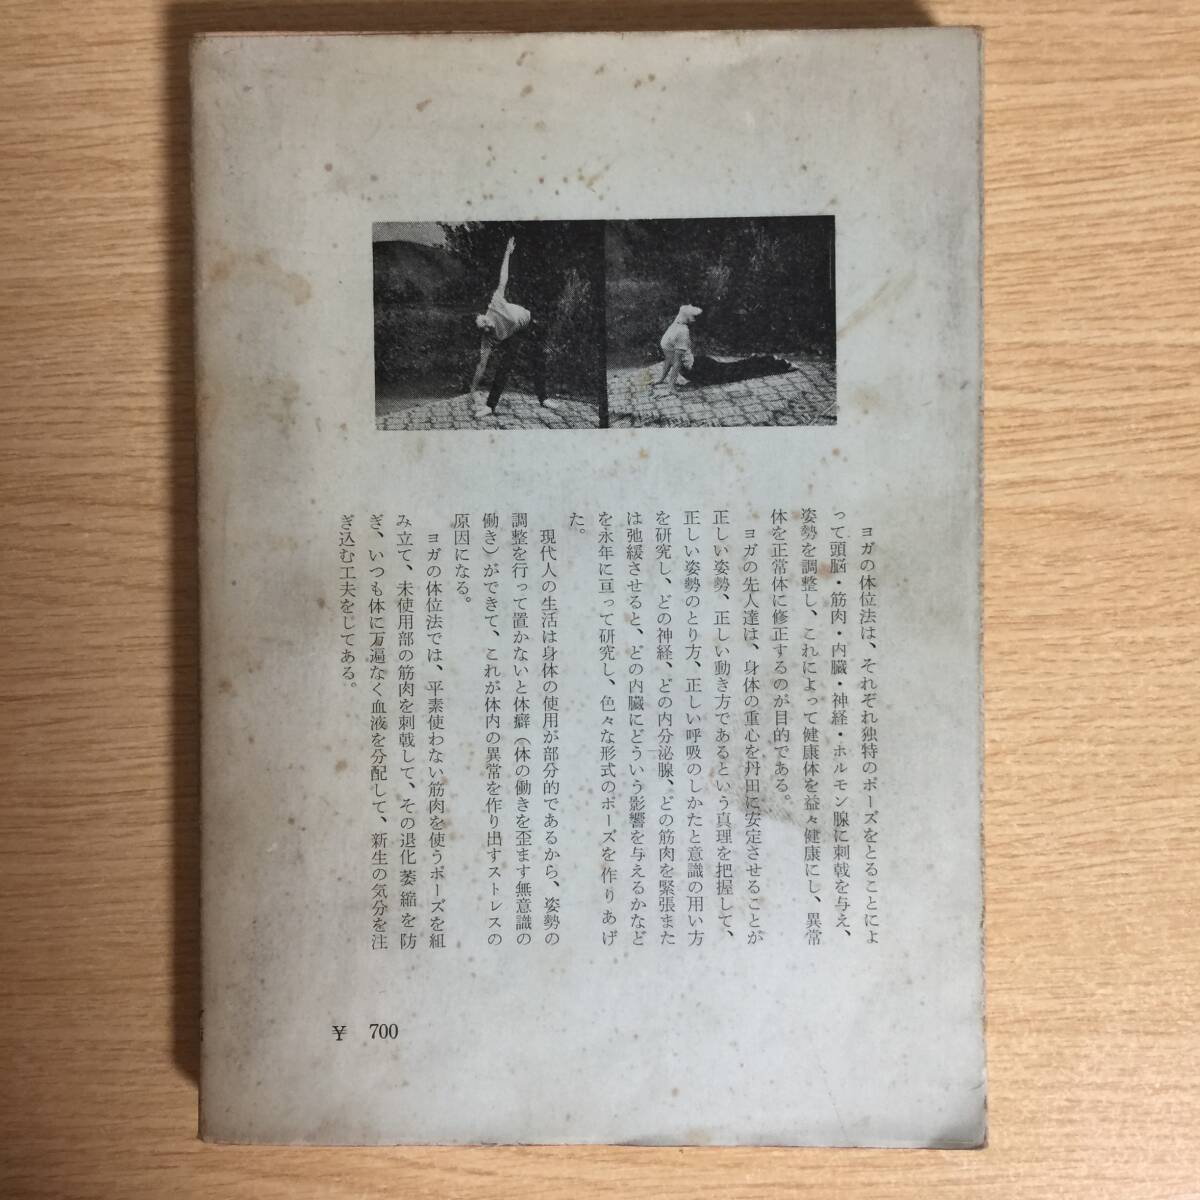 ヨガの体位法は、それぞれ独特のポーズをとることによ
って頭脳・筋肉・内臓・神経・ホルモン腺に刺戟を与え、
姿勢を調整し、これによって健康体を益々健康にし、異常
体を正常体に修正するのが目的である。
ヨガの先人達は、身体の重心を丹田に安定させることが
正しい姿勢、正しい動き方であるという真理を把握して、
正しい姿勢のとり方、正しい呼吸のしかたと意識の用い方
を研究し、どの神経、どの内分泌腺、どの筋肉を緊張また
は弛緩させると、どの内臓にどういう影響を与えるかなど
を永年に亘って研究し、色々な形式のポーズを作りあげ
た。
現代人の生活は身体の使用が部分的であるから、姿勢の
調整を行って置かないと体癖（体の働きを歪ます無意識の
働き）ができて、これが体内の異常を作り出すストレスの
原因になる。
ヨガの体位法では、平素使わない筋肉を使うポーズを組
み立て、未使用部の筋肉を刺戟して、その退化萎縮を防
ぎ、いつも体に万遍なく血液を分配して、新生の気分を注
ぎ込む工夫をじてある。
¥ 700